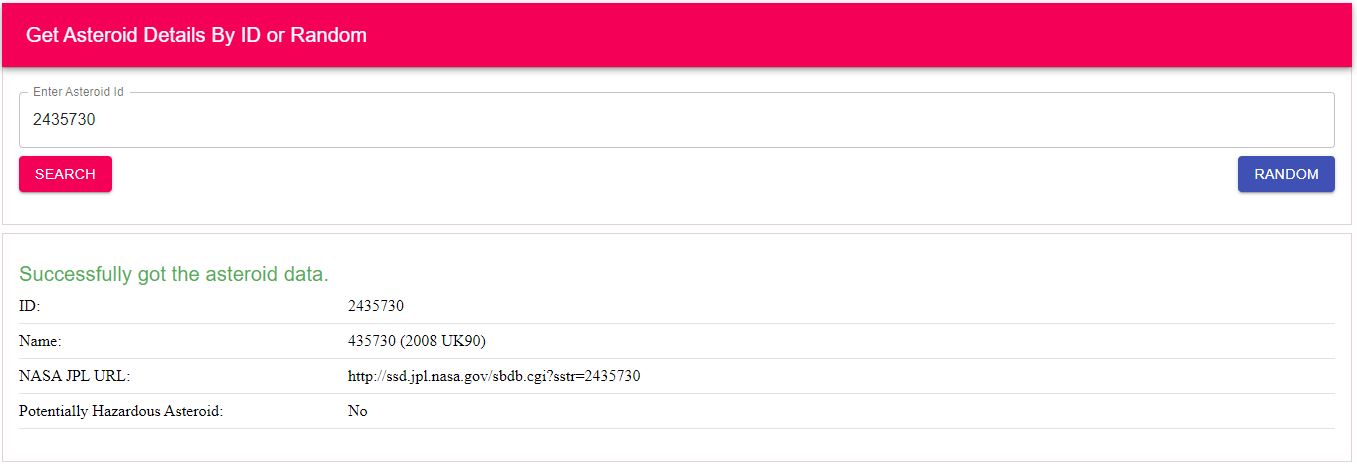 Get Asteroid Details By ID or Random
Enter Asteroid Id
2435730
SEARCH RANDOM
Successfully got the asteroid data.
ID: 2435730
Name: 435730 (2008 UK90)
NASA JPL URL: http://ssd.jpl.nasa.gov/sbdb.cgi?sstr=2435730
Potentially Hazardous Asteroid: No